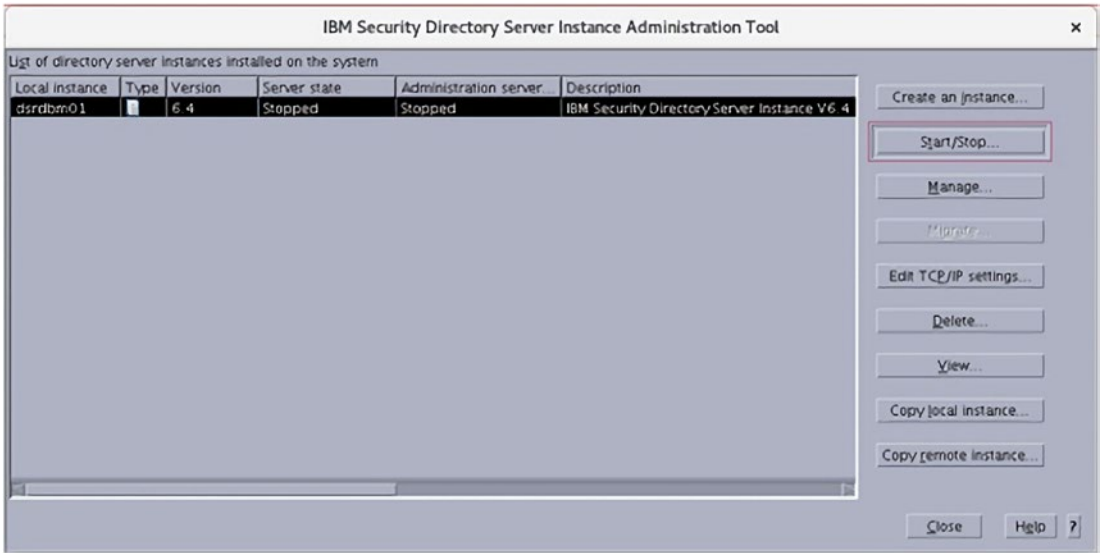 IBM Security Directory Server Instance Administration Tool ×
List of directory server instances installed on the system
Local instance Type Version Server state Administration server... Description
dsrdbm01 6.4 Stopped Stopped IBM Security Directory Server Instance V6.4
Create an instance...
Start/Stop...
Manage...
Migrate...
Edit TCP/IP settings...
Delete...
View...
Copy local instance...
Copy remote instance...
Close Help ?